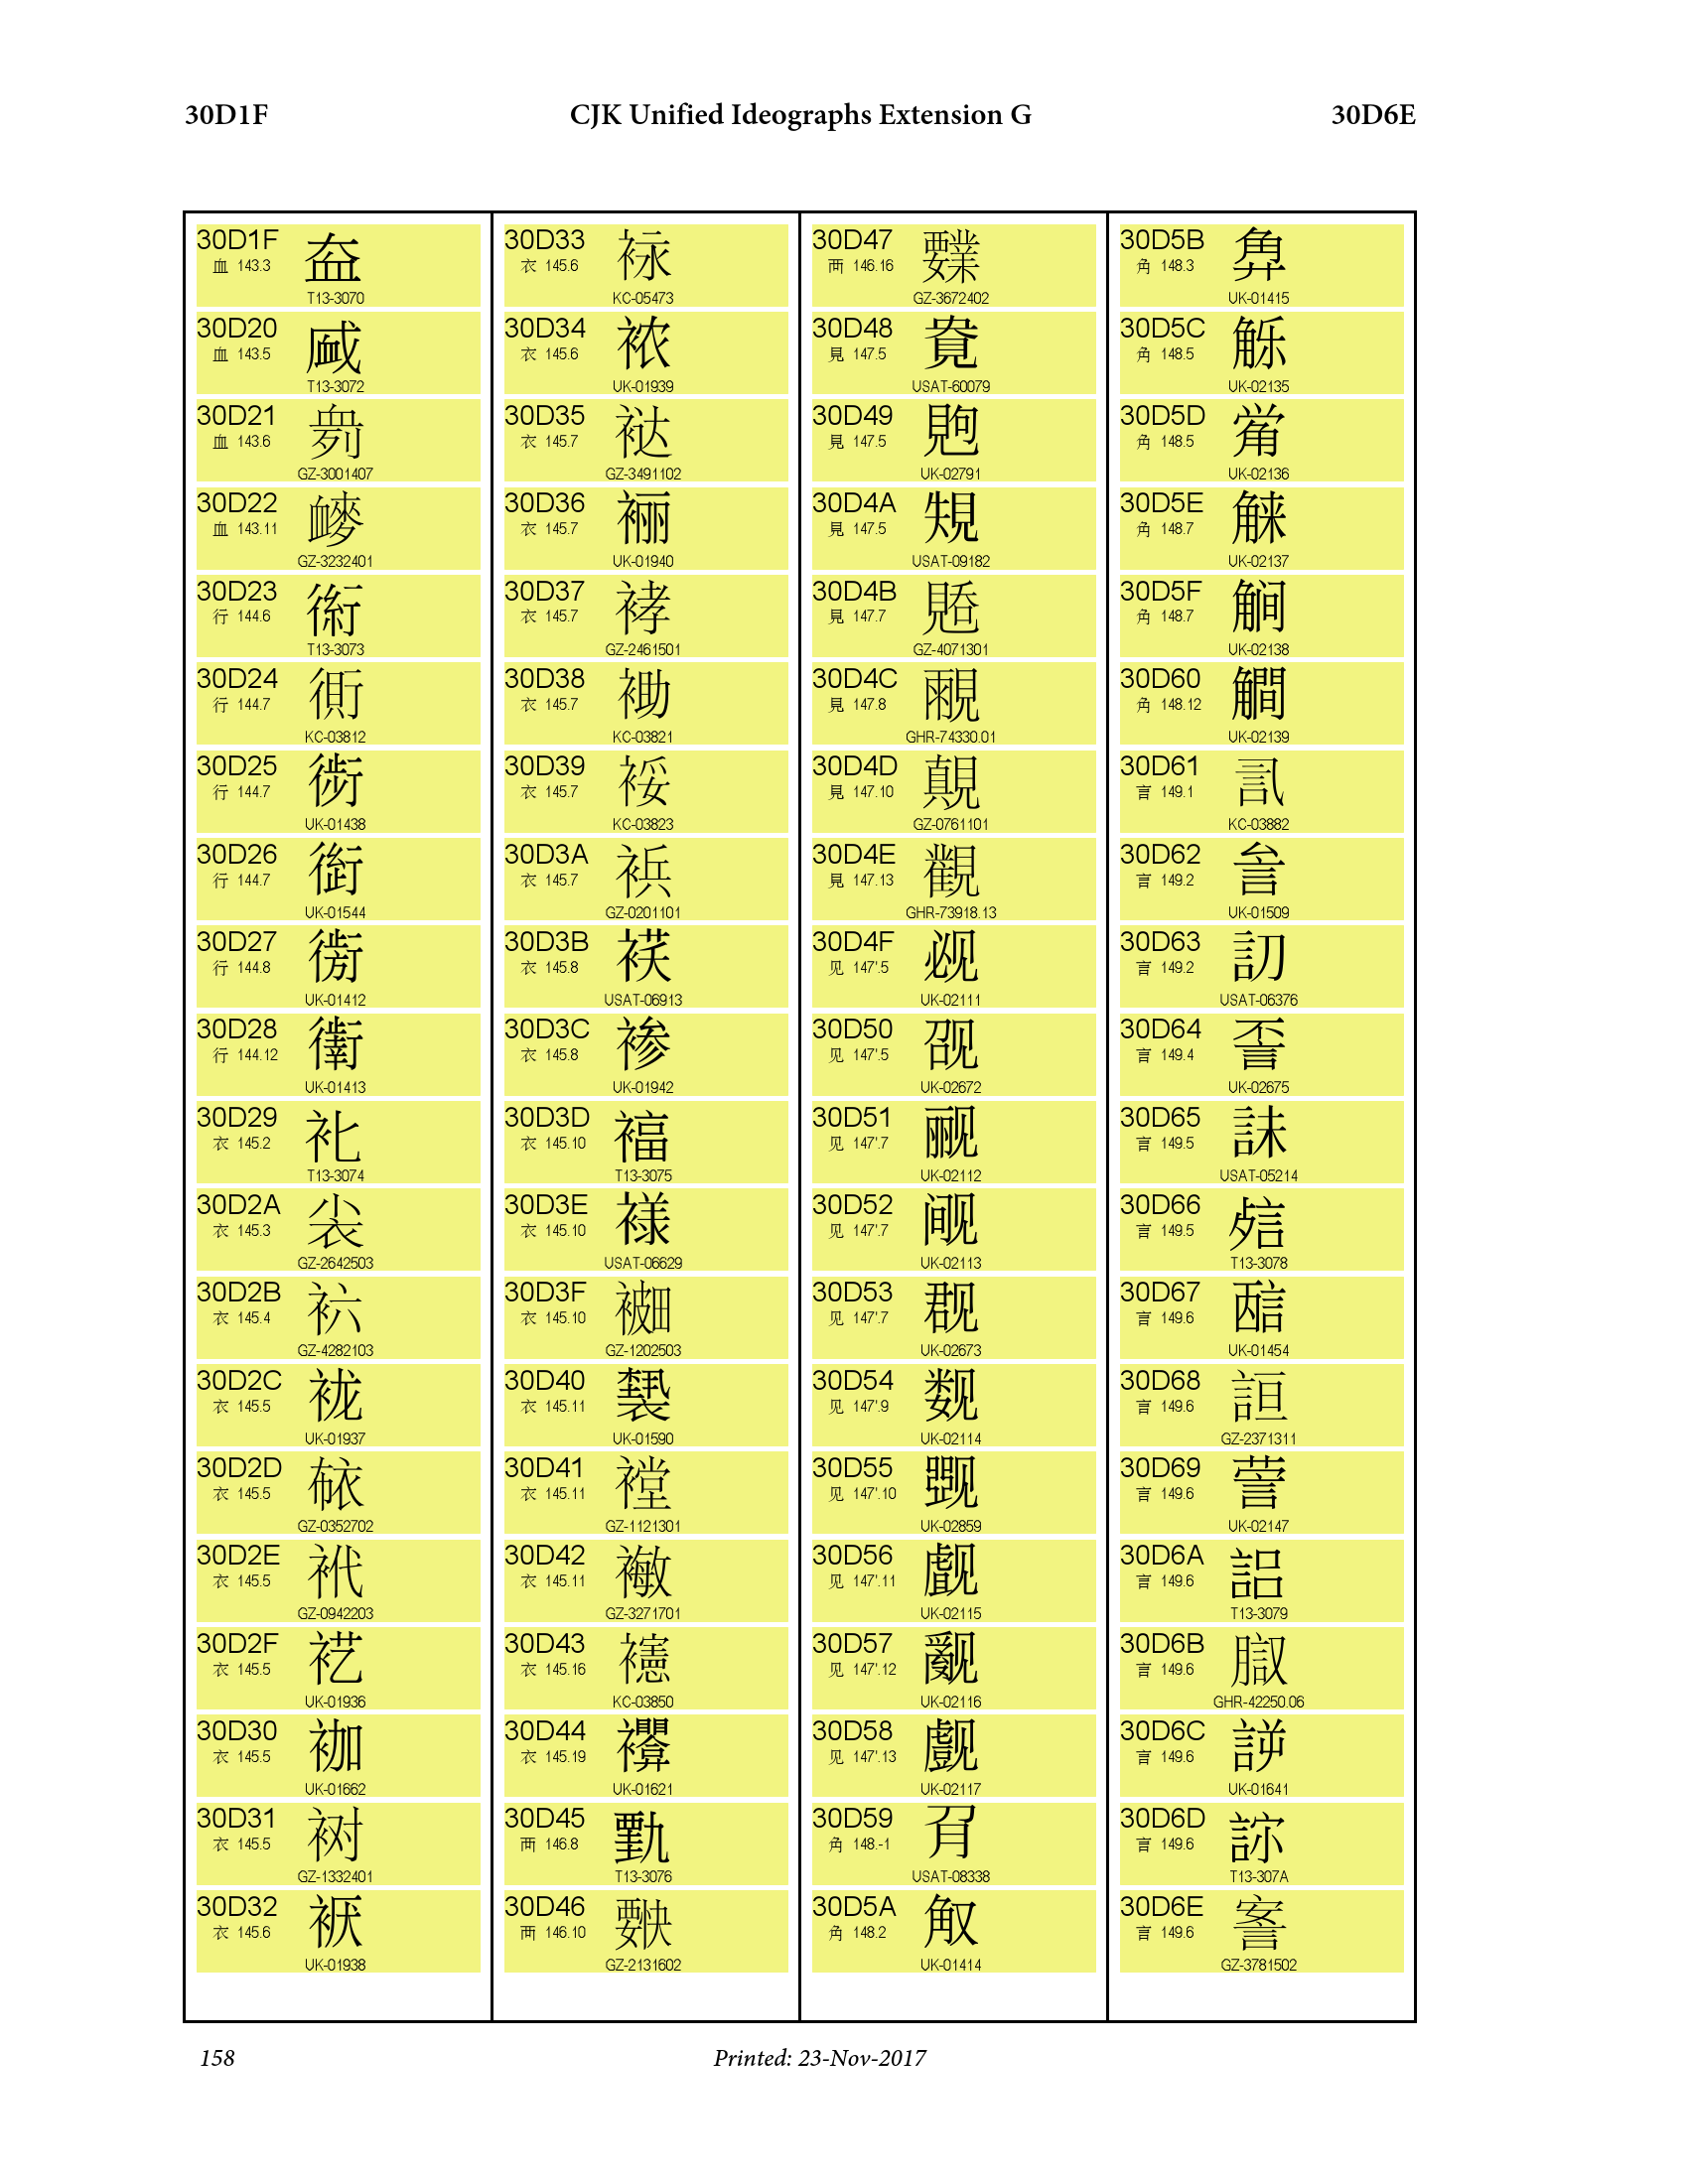 30D1F CJK Unified Ideographs Extension G 30D6E
30D1F
血 143.3
T13-3070
30D20
血 143.5
T13-3072
30D21
血 143.6
GZ-3001407
30D22
血 143.11
GZ-3232401
30D23
行 144.6
T13-3073
30D24
行 144.7
KC-03812
30D25
行 144.7
UK-01438
30D26
行 144.7
UK-01544
30D27
行 144.8
UK-01412
30D28
行 144.12
UK-01413
30D29
衣 145.2
T13-3074
30D2A
衣 145.3
GZ-2642503
30D2B
衣 145.4
GZ-4282103
30D2C
衣 145.5
UK-01937
30D2D
衣 145.5
GZ-0352702
30D2E
衣 145.5
GZ-0942203
30D2F
衣 145.5
UK-01936
30D30
衣 145.5
UK-01662
30D31
衣 145.5
GZ-1332401
30D32
衣 145.6
UK-01938
30D33
衣 145.6
KC-05473
30D34
衣 145.6
UK-01939
30D35
衣 145.7
GZ-3491102
30D36
衣 145.7
UK-01940
30D37
衣 145.7
GZ-2461501
30D38
衣 145.7
KC-03821
30D39
衣 145.7
KC-03823
30D3A
衣 145.7
GZ-0201101
30D3B
衣 145.8
USAT-06913
30D3C
衣 145.8
UK-01942
30D3D
衣 145.10
T13-3075
30D3E
衣 145.10
USAT-06629
30D3F
衣 145.10
GZ-1202503
30D40
衣 145.11
UK-01590
30D41
衣 145.11
GZ-1121301
30D42
衣 145.11
GZ-3271701
30D43
衣 145.16
KC-03850
30D44
衣 145.19
UK-01621
30D45
襾 146.8
T13-3076
30D46
襾 146.10
GZ-2131602
30D47
襾 146.16
GZ-3672402
30D48
見 147.5
USAT-60079
30D49
見 147.5
UK-02791
30D4A
見 147.5
USAT-09182
30D4B
見 147.7
GZ-4071301
30D4C
見 147.8
GHR-74330.01
30D4D
見 147.10
GZ-0761101
30D4E
見 147.13
GHR-73918.13
30D4F
见 147'.5
UK-02111
30D50
见 147'.5
UK-02672
30D51
见 147'.7
UK-02112
30D52
见 147'.7
UK-02113
30D53
见 147'.7
UK-02673
30D54
见 147'.9
UK-02114
30D55
见 147'.10
UK-02859
30D56
见 147'.11
UK-02115
30D57
见 147'.12
UK-02116
30D58
见 147'.13
UK-02117
30D59
角 148.-1
USAT-08338
30D5A
角 148.2
UK-01414
30D5B
角 148.3
UK-01415
30D5C
角 148.5
UK-02135
30D5D
角 148.5
UK-02136
30D5E
角 148.7
UK-02137
30D5F
角 148.7
UK-02138
30D60
角 148.12
UK-02139
30D61
言 149.1
KC-03882
30D62
言 149.2
UK-01509
30D63
言 149.2
USAT-06376
30D64
言 149.4
UK-02675
30D65
言 149.5
USAT-05214
30D66
言 149.5
T13-3078
30D67
言 149.6
UK-01454
30D68
言 149.6
GZ-2371311
30D69
言 149.6
UK-02147
30D6A
言 149.6
T13-3079
30D6B
言 149.6
GHR-42250.06
30D6C
言 149.6
UK-01641
30D6D
言 149.6
T13-307A
30D6E
言 149.6
GZ-3781502
158 Printed: 23-Nov-2017